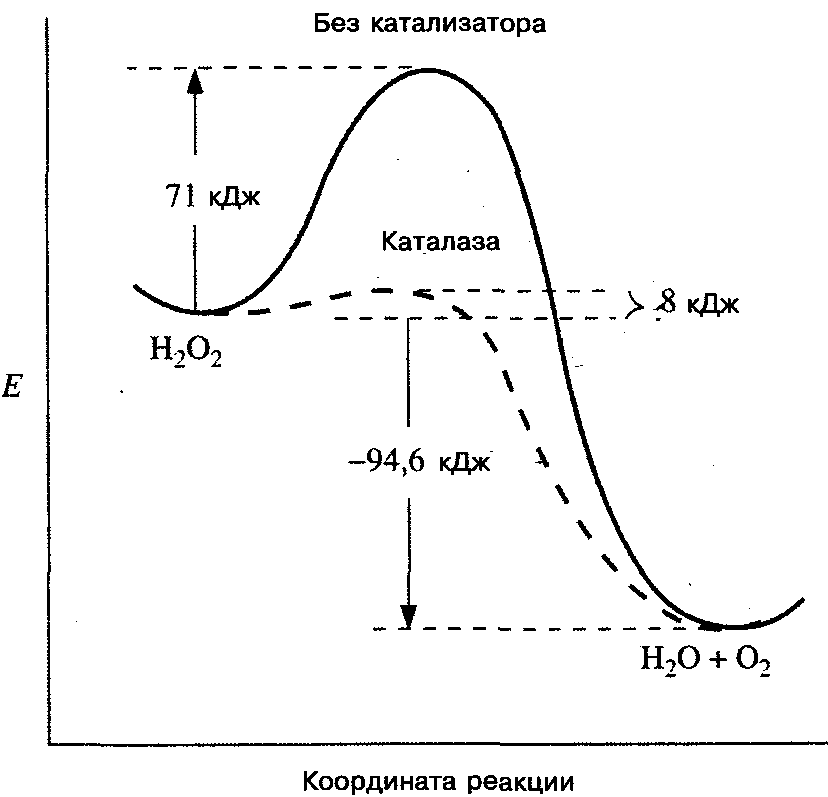 Без катализатора
71 кДж
Каталаза
8 кДж
H₂O₂
E
−94,6 кДж
H₂O + O₂
Координата реакции